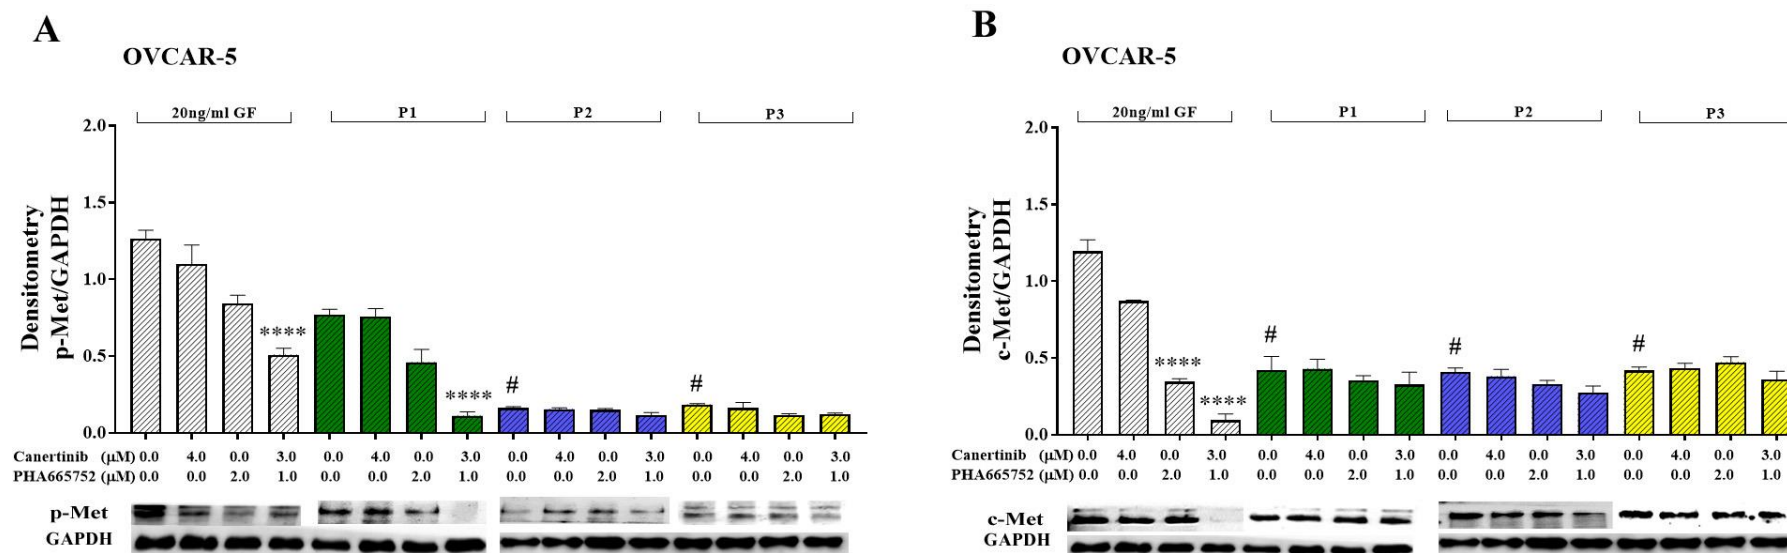 A
OVCAR-5
20ng/ml GF P1 P2 P3
2.0
1.5
1.0
0.5
0.0
Densitometry
p-Met/GAPDH
****
****
#
#
Canertinib (μM) 0.0 4.0 0.0 3.0 0.0 4.0 0.0 3.0 0.0 4.0 0.0 3.0 0.0 4.0 0.0 3.0
PHA665752 (μM) 0.0 0.0 2.0 1.0 0.0 0.0 2.0 1.0 0.0 0.0 2.0 1.0 0.0 0.0 2.0 1.0
p-Met
GAPDH
B
OVCAR-5
20ng/ml GF P1 P2 P3
2.0
1.5
1.0
0.5
0.0
Densitometry
c-Met/GAPDH
****
****
#
#
#
Canertinib (μM) 0.0 4.0 0.0 3.0 0.0 4.0 0.0 3.0 0.0 4.0 0.0 3.0 0.0 4.0 0.0 3.0
PHA665752 (μM) 0.0 0.0 2.0 1.0 0.0 0.0 2.0 1.0 0.0 0.0 2.0 1.0 0.0 0.0 2.0 1.0
c-Met
GAPDH